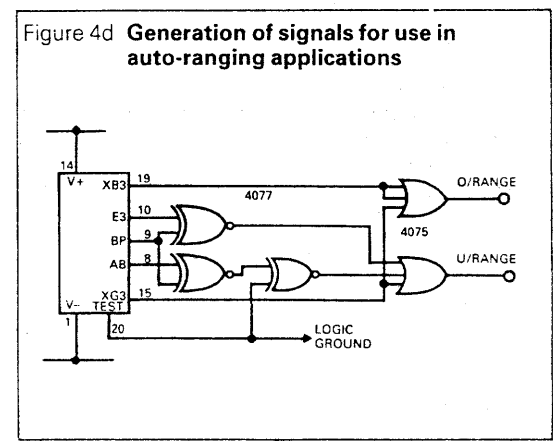 Figure 4d Generation of signals for use in
auto-ranging applications
14
V+
XB3
19
4077
O/RANGE
E3
10
4075
BP
9
AB
8
U/RANGE
XG3
15
V–
TEST
1
20
LOGIC
GROUND